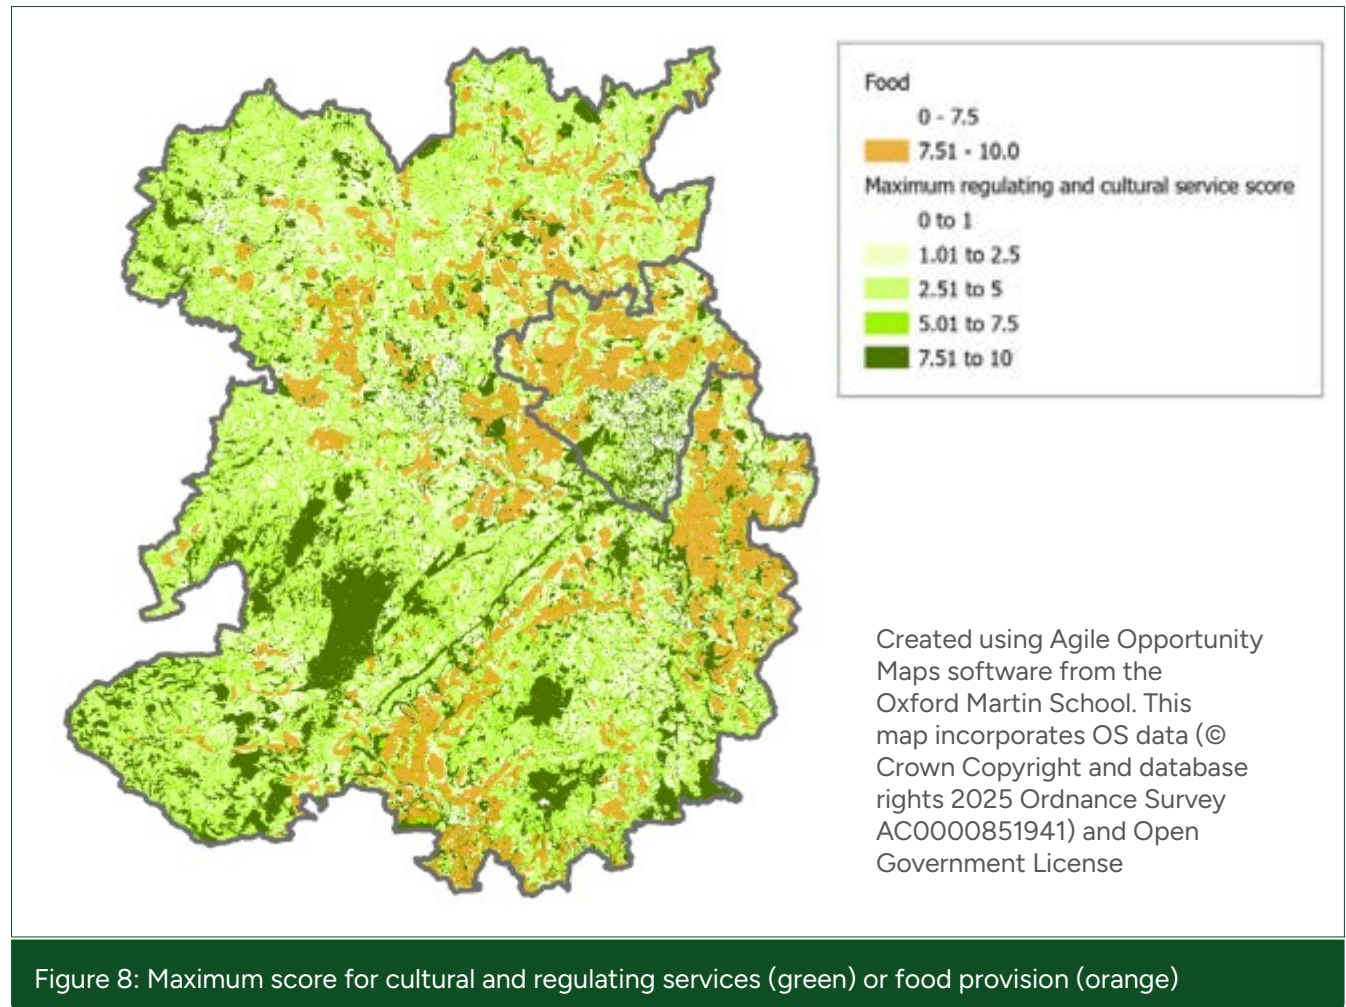 Food
0 - 7.5
7.51 - 10.0
Maximum regulating and cultural service score
0 to 1
1.01 to 2.5
2.51 to 5
5.01 to 7.5
7.51 to 10
Created using Agile Opportunity
Maps software from the
Oxford Martin School. This
map incorporates OS data (©
Crown Copyright and database
rights 2025 Ordnance Survey
AC0000851941) and Open
Government License
Figure 8: Maximum score for cultural and regulating services (green) or food provision (orange)